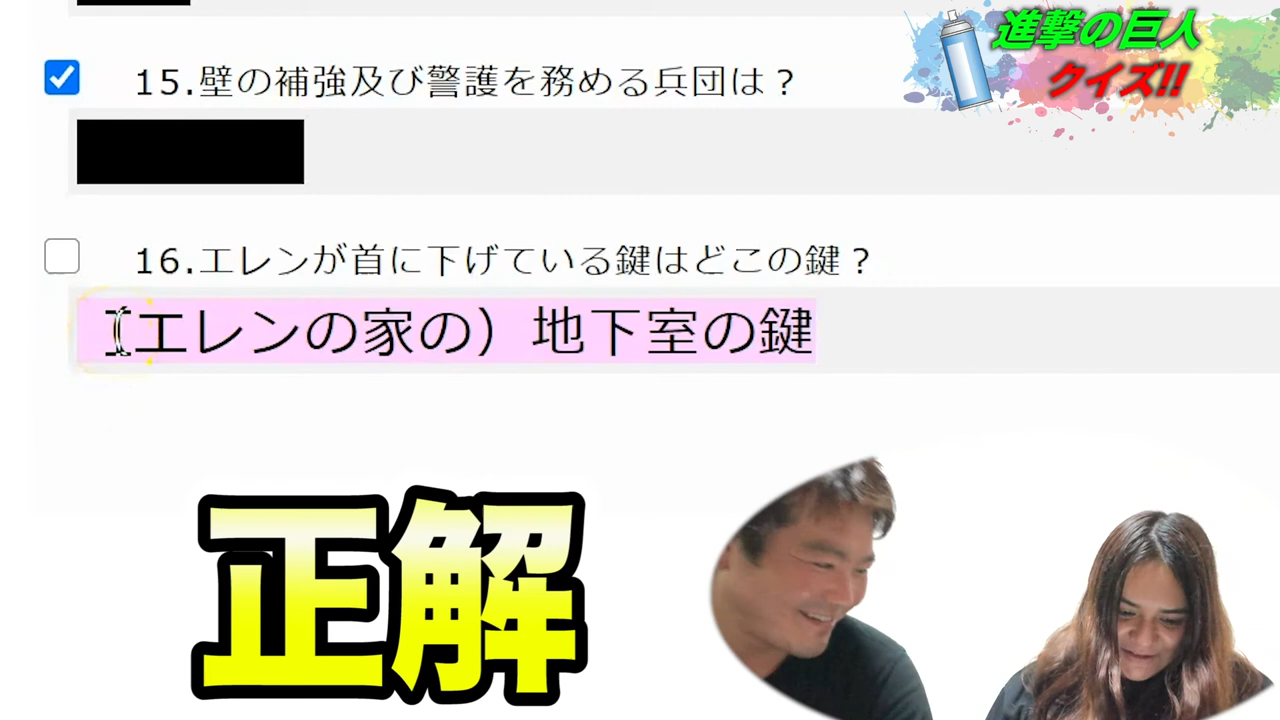 進撃の巨人
クイズ!!
15.壁の補強及び警護を務める兵団は？
16.エレンが首に下げている鍵はどこの鍵？
（エレンの家の）地下室の鍵
正解